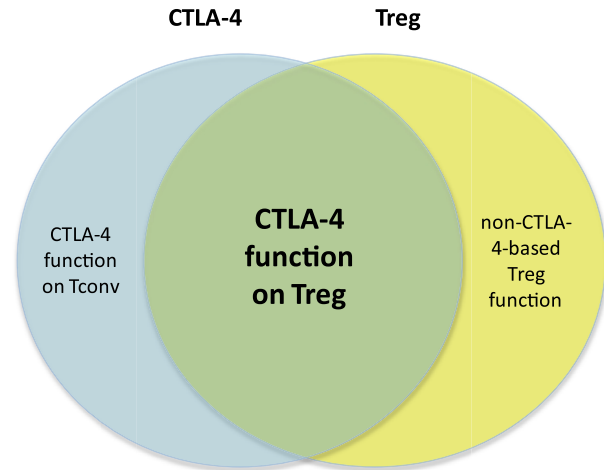 CTLA-4 Treg
CTLA-4
function
on Tconv
CTLA-4
function
on Treg
non-CTLA-
4-based
Treg
function